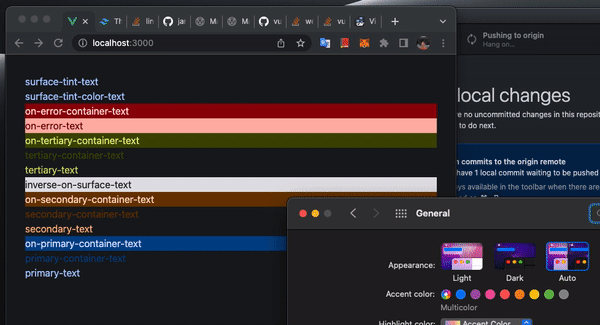 Th
lin
ja
M
M
vu
w
vu
Vi
localhost:3000
Pushing to origin
Hang on...
surface-tint-text
surface-tint-color-text
on-error-container-text
on-error-text
on-tertiary-container-text
tertiary-container-text
tertiary-text
inverse-on-surface-text
on-secondary-container-text
secondary-container-text
secondary-text
on-primary-container-text
primary-container-text
primary-text
local changes
re no uncommitted changes in this reposit
to do next.
commits to the origin remote
have 1 local commit waiting to be pushed
ays available in the toolbar when there are
General
Appearance:
Light
Dark
Auto
Accent color:
Multicolor
Highlight color:
Accent Color